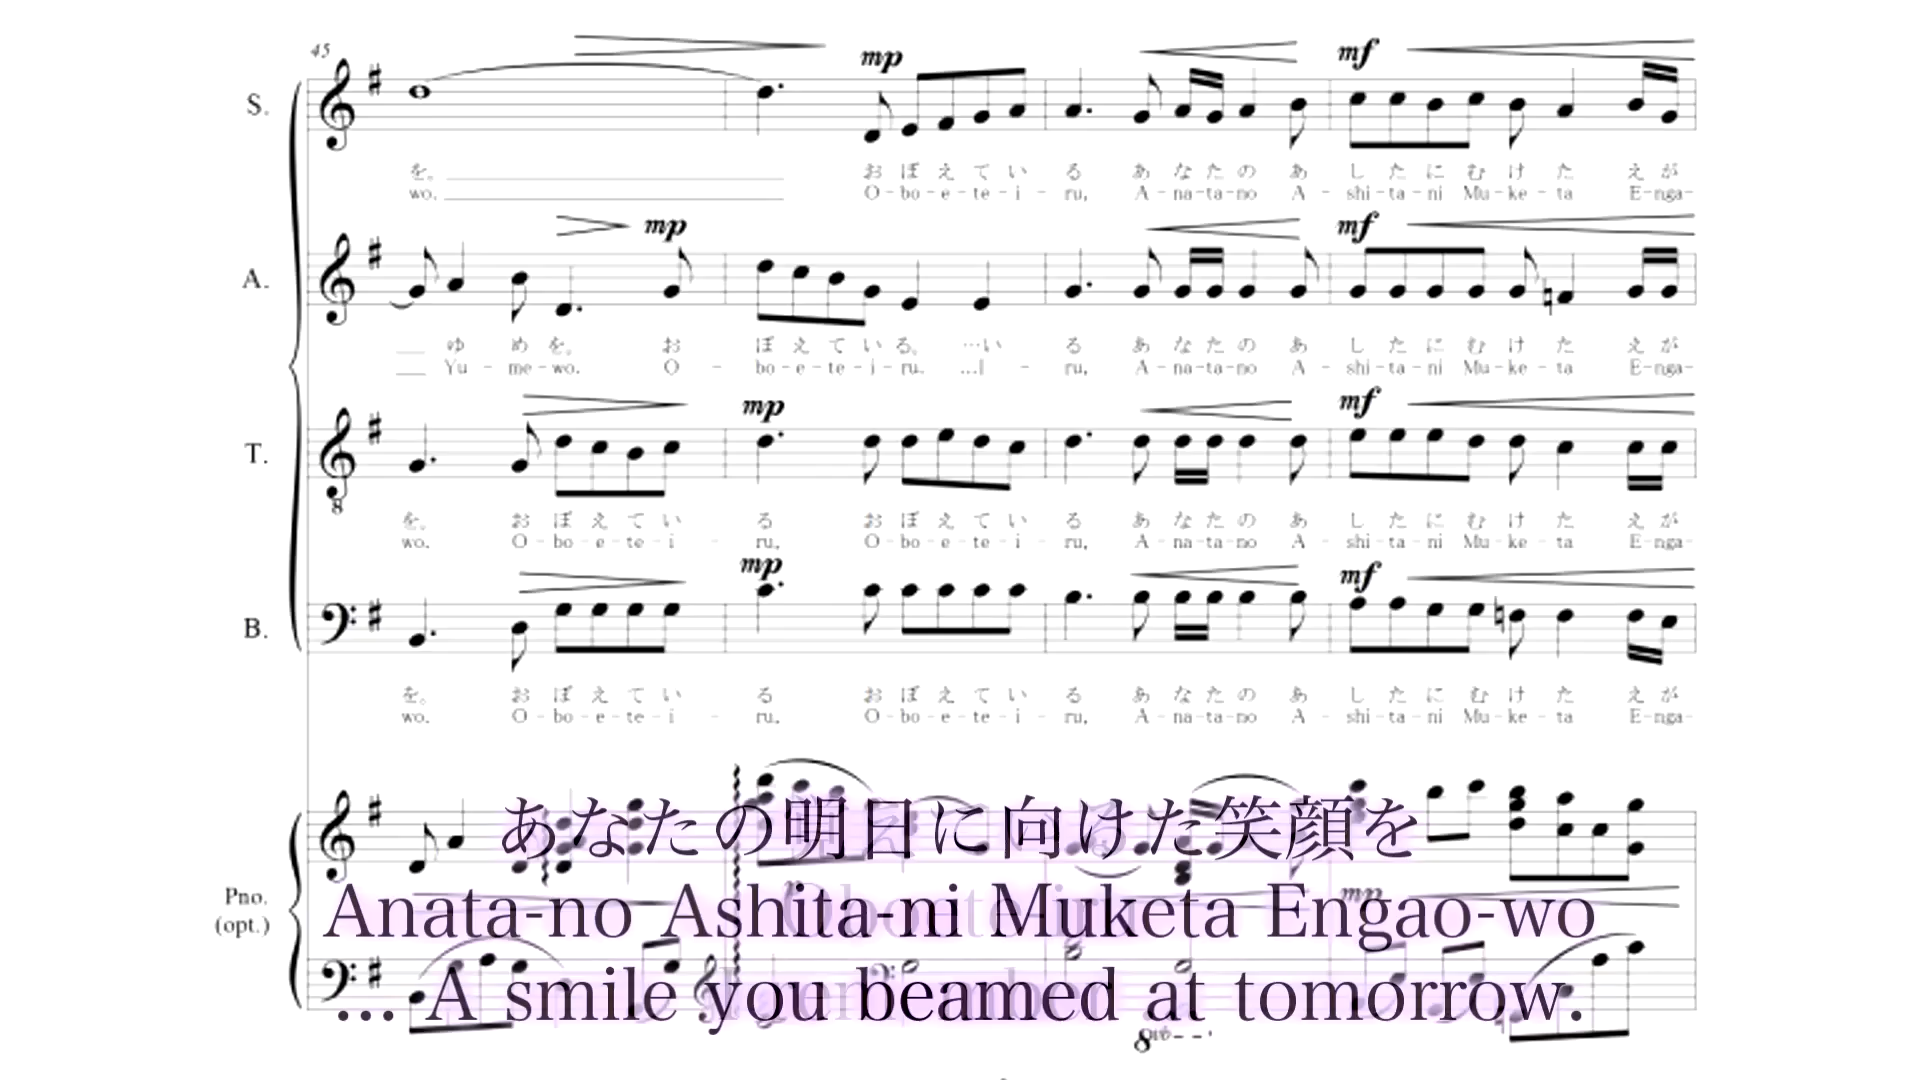 45
mp mf
S.
を。 お ぼ え て い る あ な た の あ し た に む け た え が
wo. O - bo - e - te - i - ru, A - na - ta - no A - shi - ta - ni Mu - ke - ta E - nga -
mp mf
A.
ゆ め を。 お ぼ え て い る。 …い る あ な た の あ し た に む け た え が
Yu - me - wo. O - bo - e - te - i - ru. ...I - ru, A - na - ta - no A - shi - ta - ni Mu - ke - ta E - nga -
mp mf
T.
8
を。 お ぼ え て い る お ぼ え て い る あ な た の あ し た に む け た え が
wo. O - bo - e - te - i - ru, O - bo - e - te - i - ru, A - na - ta - no A - shi - ta - ni Mu - ke - ta E - nga -
mp mf
B.
を。 お ぼ え て い る お ぼ え て い る あ な た の あ し た に む け た え が
wo. O - bo - e - te - i - ru, O - bo - e - te - i - ru, A - na - ta - no A - shi - ta - ni Mu - ke - ta E - nga -
あなたの明日に向けた笑顔を
Pno.
(opt.)
mp
Anata-no Ashita-ni Muketa Engao-wo
... A smile you beamed at tomorrow.
8vb